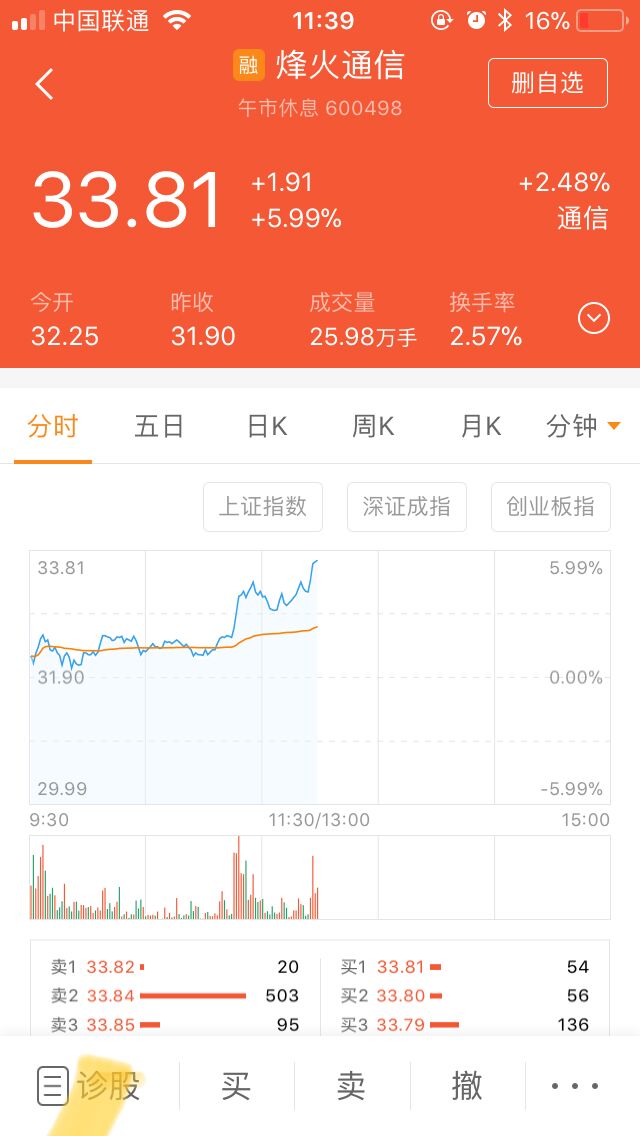 中国联通 11:39 16%
融 烽火通信 删自选
午市休息 600498
33.81 +1.91 +2.48%
+5.99% 通信
今开 昨收 成交量 换手率
32.25 31.90 25.98万手 2.57%
分时 五日 日K 周K 月K 分钟
上证指数 深证成指 创业板指
33.81 5.99%
31.90 0.00%
29.99 -5.99%
9:30 11:30/13:00 15:00
卖1 33.82 20 买1 33.81 54
卖2 33.84 503 买2 33.80 56
卖3 33.85 95 买3 33.79 136
诊股 买 卖 撤